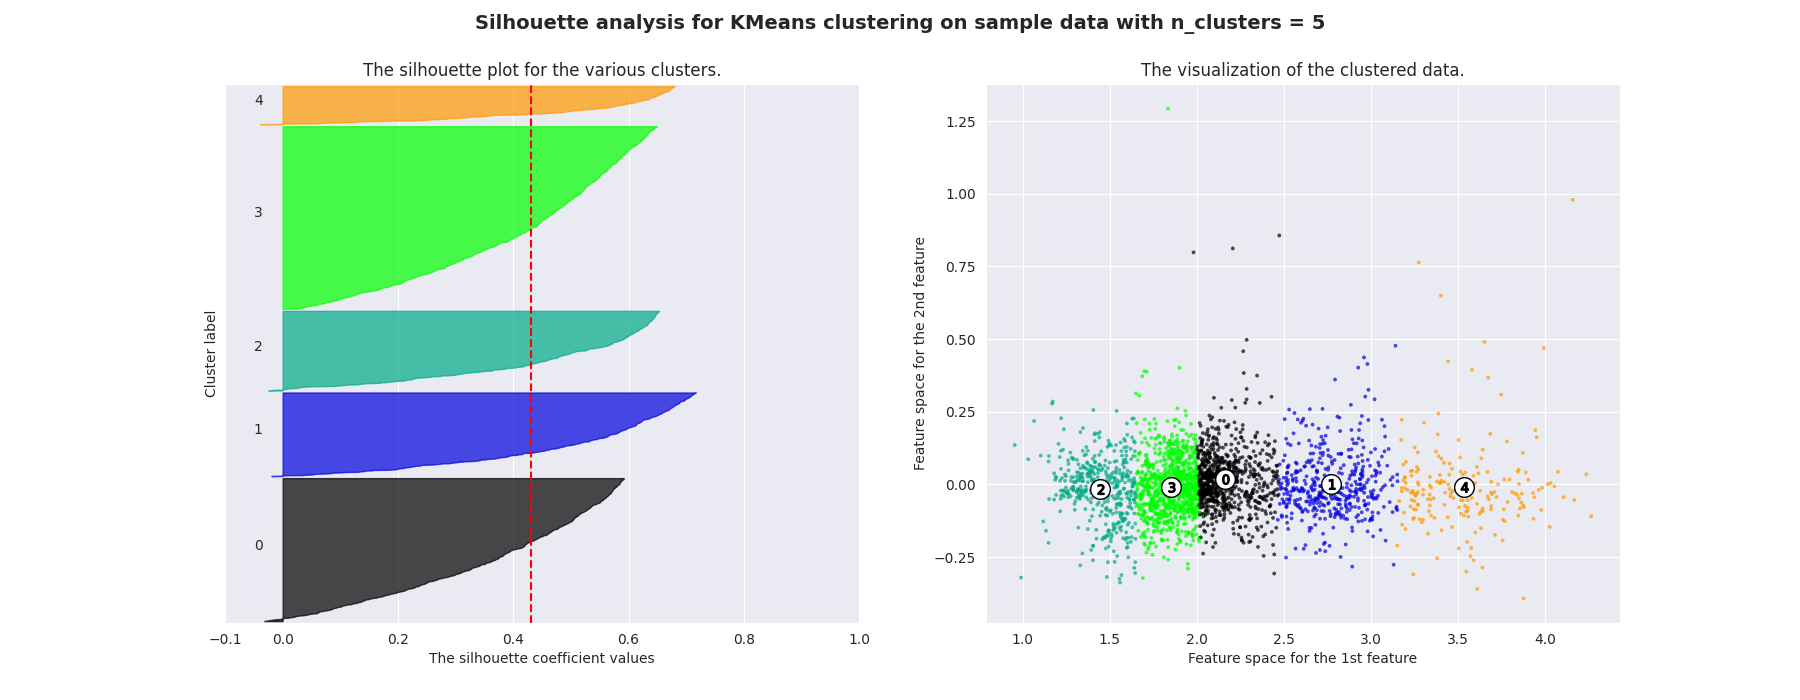 Silhouette analysis for KMeans clustering on sample data with n_clusters = 5
The silhouette plot for the various clusters.
4
3
2
1
0
Cluster label
−0.1 0.0 0.2 0.4 0.6 0.8 1.0
The silhouette coefficient values
The visualization of the clustered data.
1.25
1.00
0.75
0.50
0.25
0.00
−0.25
Feature space for the 2nd feature
2 3 0 1 4
1.0 1.5 2.0 2.5 3.0 3.5 4.0
Feature space for the 1st feature